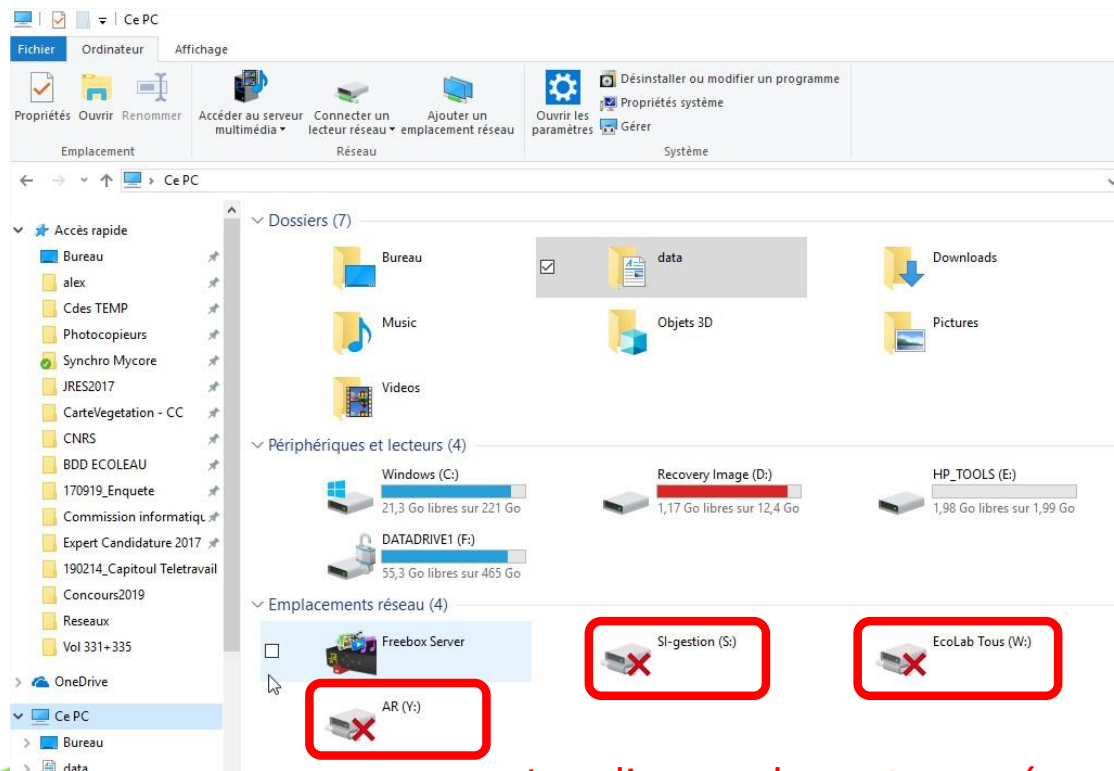 Ce PC
Fichier Ordinateur Affichage
Propriétés Ouvrir Renommer
Accéder au serveur multimédia
Connecter un lecteur réseau
Ajouter un emplacement réseau
Ouvrir les paramètres
Désinstaller ou modifier un programme
Propriétés système
Gérer
Emplacement Réseau Système
Ce PC
Accès rapide
Bureau
alex
Cdes TEMP
Photocopieurs
Synchro Mycore
JRES2017
CarteVegetation - CC
CNRS
BDD ECOLEAU
170919_Enquete
Commission informatiqu
Expert Candidature 2017
190214_Capitoul Teletravail
Concours2019
Reseaux
Vol 331+335
OneDrive
Ce PC
Bureau
data
Dossiers (7)
Bureau data Downloads
Music Objets 3D Pictures
Videos
Périphériques et lecteurs (4)
Windows (C:)
21,3 Go libres sur 221 Go
Recovery Image (D:)
1,17 Go libres sur 12,4 Go
HP_TOOLS (E:)
1,98 Go libres sur 1,99 Go
DATADRIVE1 (F:)
55,3 Go libres sur 465 Go
Emplacements réseau (4)
Freebox Server
SI-gestion (S:)
EcoLab Tous (W:)
AR (Y:)